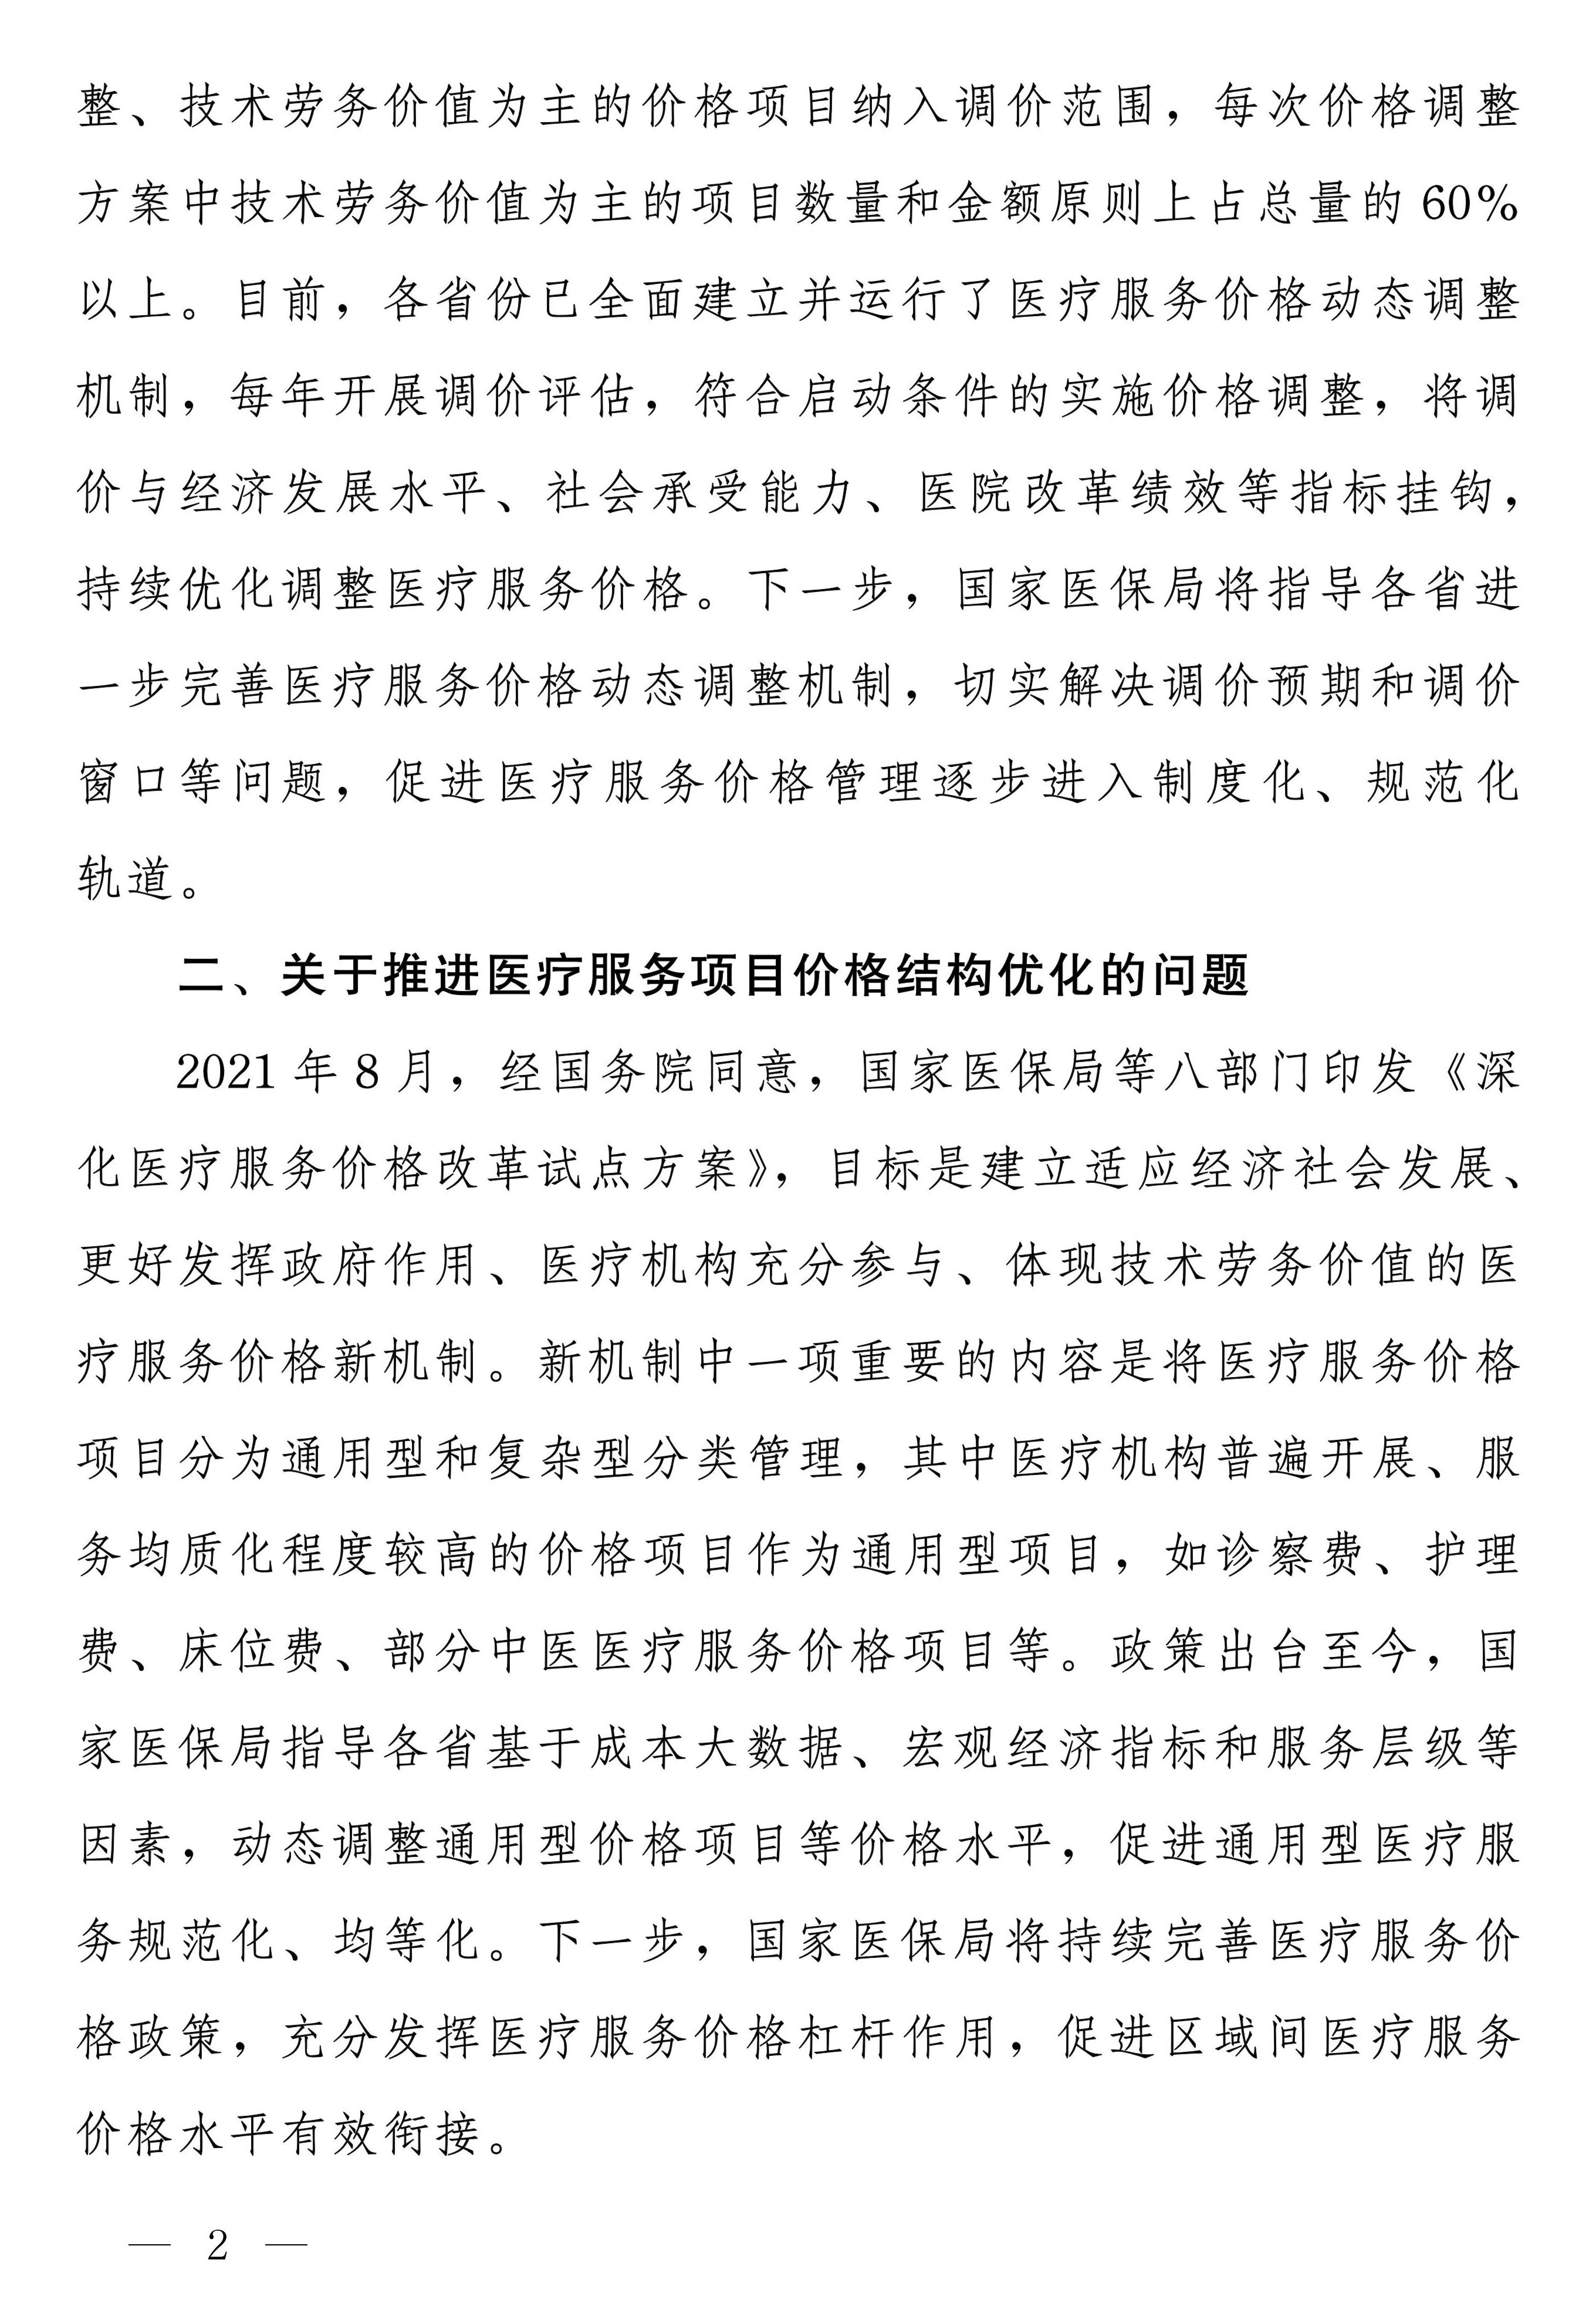 整、技术劳务价值为主的价格项目纳入调价范围，每次价格调整
方案中技术劳务价值为主的项目数量和金额原则上占总量的 60%
以上。目前，各省份已全面建立并运行了医疗服务价格动态调整
机制，每年开展调价评估，符合启动条件的实施价格调整，将调
价与经济发展水平、社会承受能力、医院改革绩效等指标挂钩，
持续优化调整医疗服务价格。下一步，国家医保局将指导各省进
一步完善医疗服务价格动态调整机制，切实解决调价预期和调价
窗口等问题，促进医疗服务价格管理逐步进入制度化、规范化
轨道。
二、关于推进医疗服务项目价格结构优化的问题
2021 年 8 月，经国务院同意，国家医保局等八部门印发《深
化医疗服务价格改革试点方案》，目标是建立适应经济社会发展、
更好发挥政府作用、医疗机构充分参与、体现技术劳务价值的医
疗服务价格新机制。新机制中一项重要的内容是将医疗服务价格
项目分为通用型和复杂型分类管理，其中医疗机构普遍开展、服
务均质化程度较高的价格项目作为通用型项目，如诊察费、护理
费、床位费、部分中医医疗服务价格项目等。政策出台至今，国
家医保局指导各省基于成本大数据、宏观经济指标和服务层级等
因素，动态调整通用型价格项目等价格水平，促进通用型医疗服
务规范化、均等化。下一步，国家医保局将持续完善医疗服务价
格政策，充分发挥医疗服务价格杠杆作用，促进区域间医疗服务
价格水平有效衔接。
— 2 —